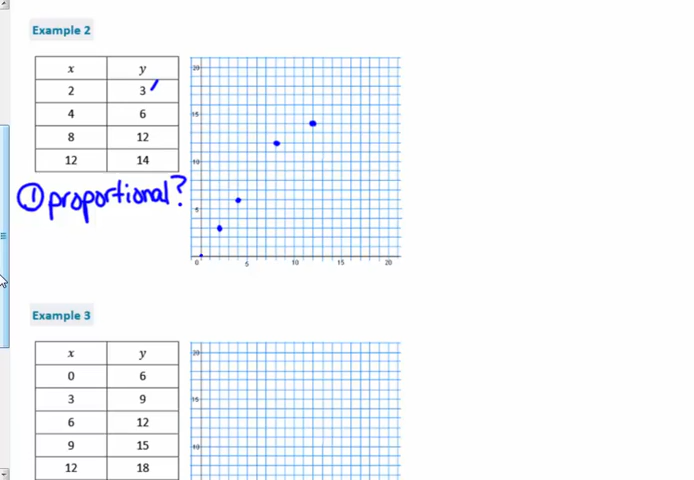 Example 2
x y
2 3
4 6
8 12
12 14
① proportional?
20
15
10
5
0 5 10 15 20
Example 3
x y
0 6
3 9
6 12
9 15
12 18
20
15
10